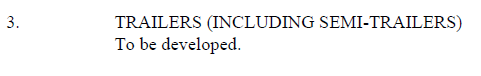 3. TRAILERS (INCLUDING SEMI-TRAILERS)
To be developed.